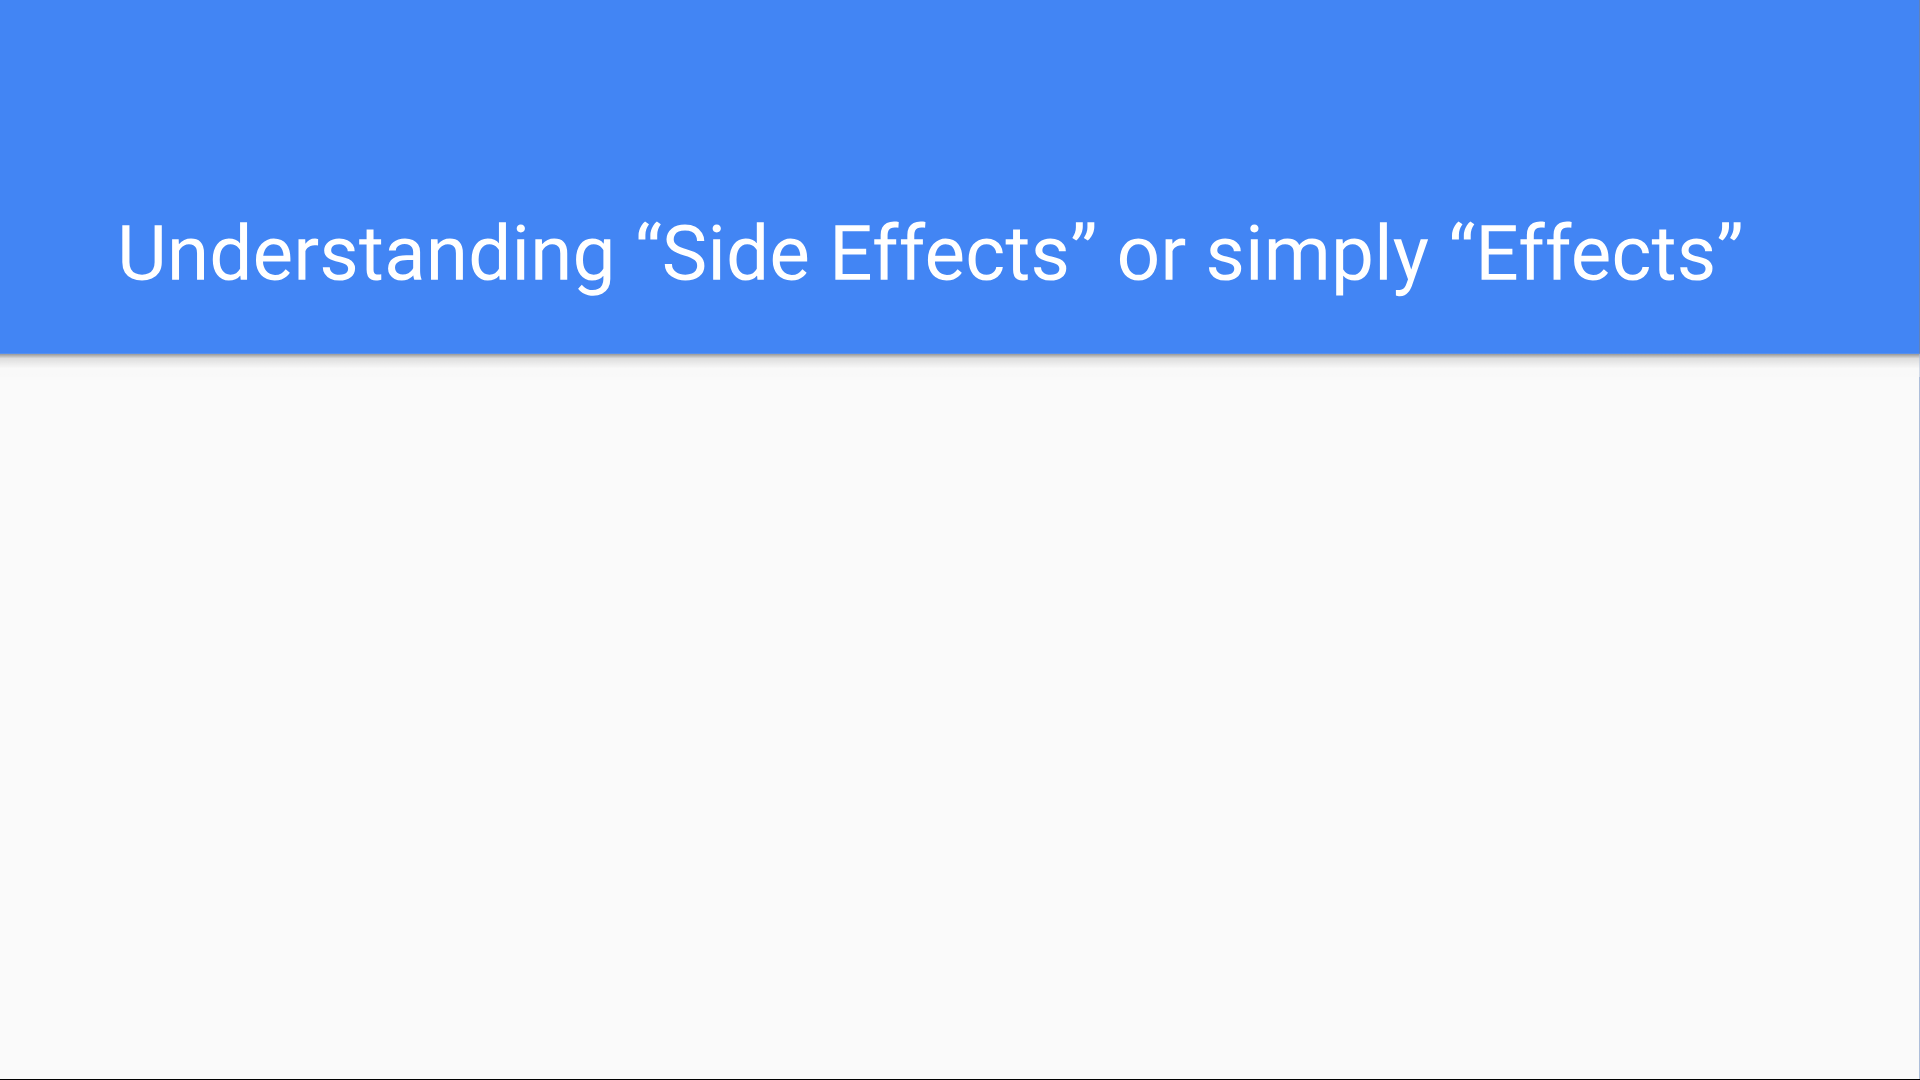 Understanding “Side Effects” or simply “Effects”